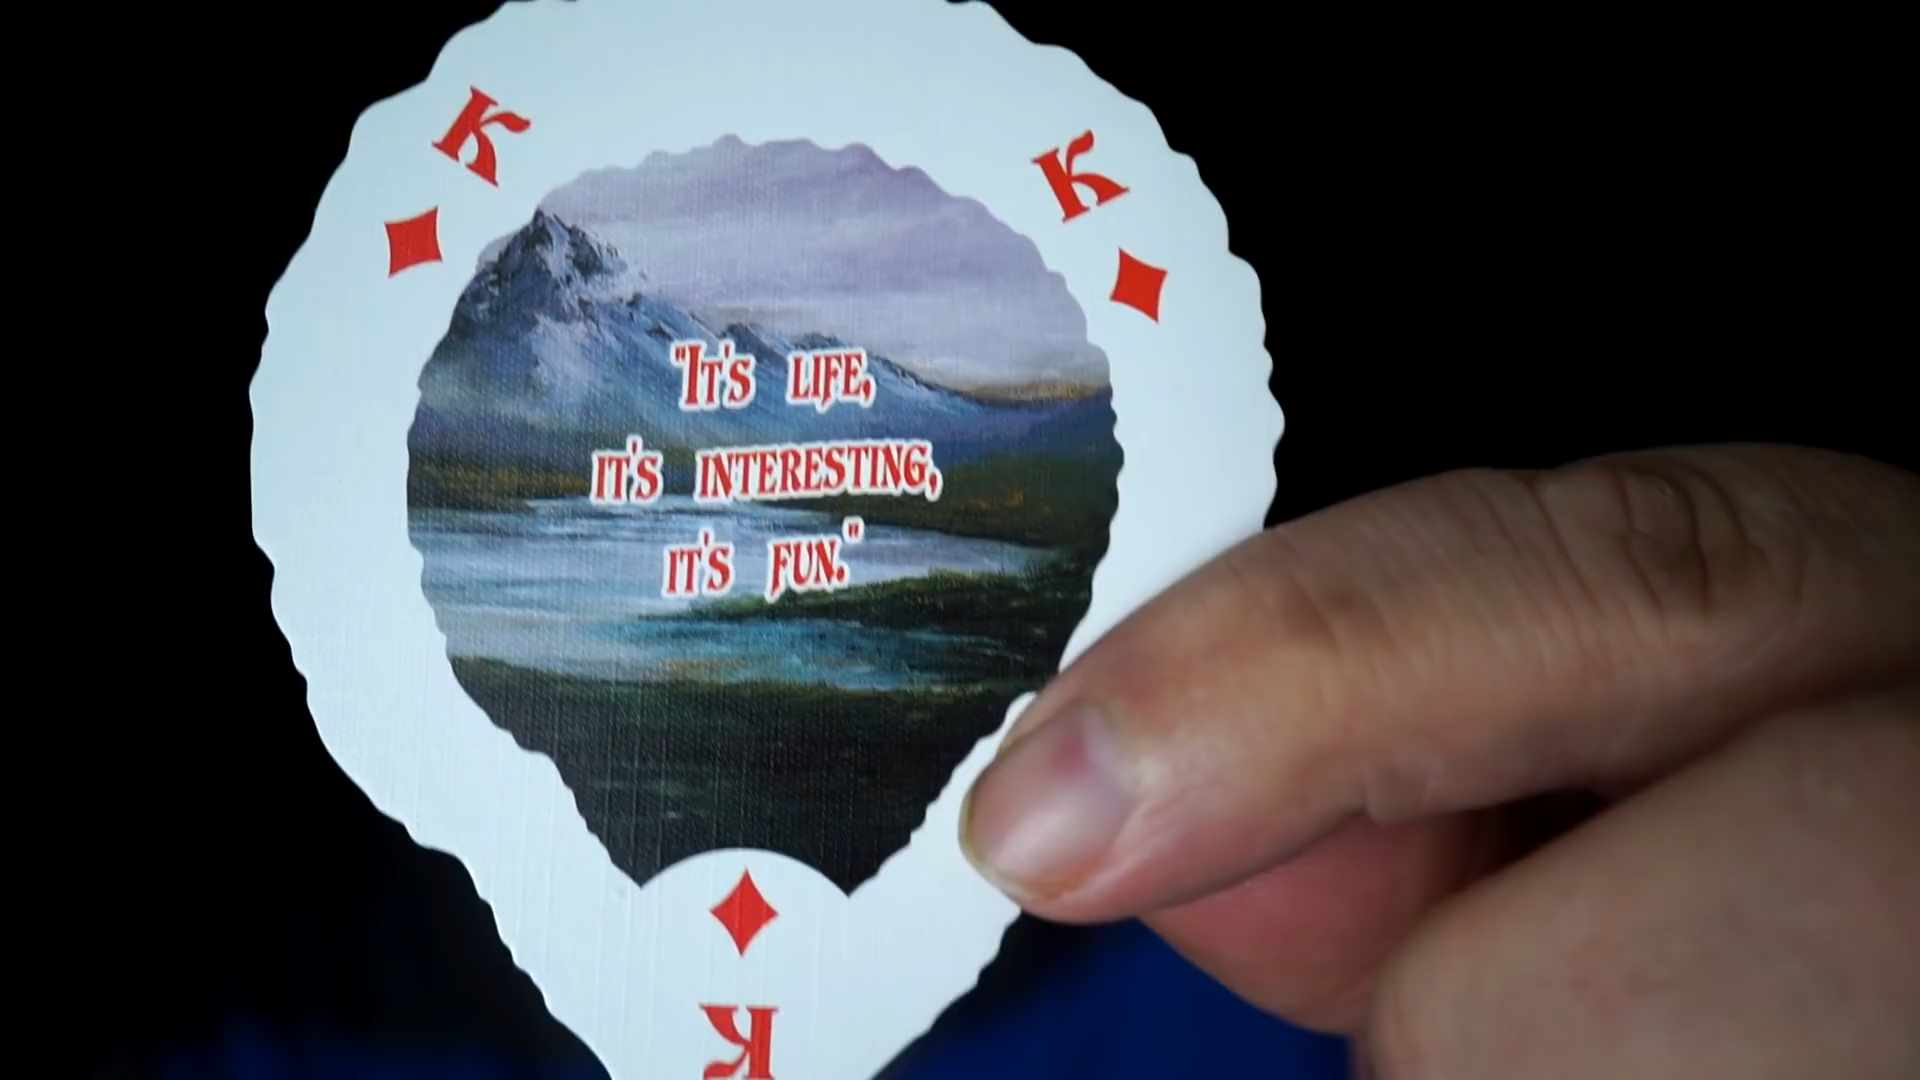 K
K
"It's life,
it's interesting,
it's fun."
K